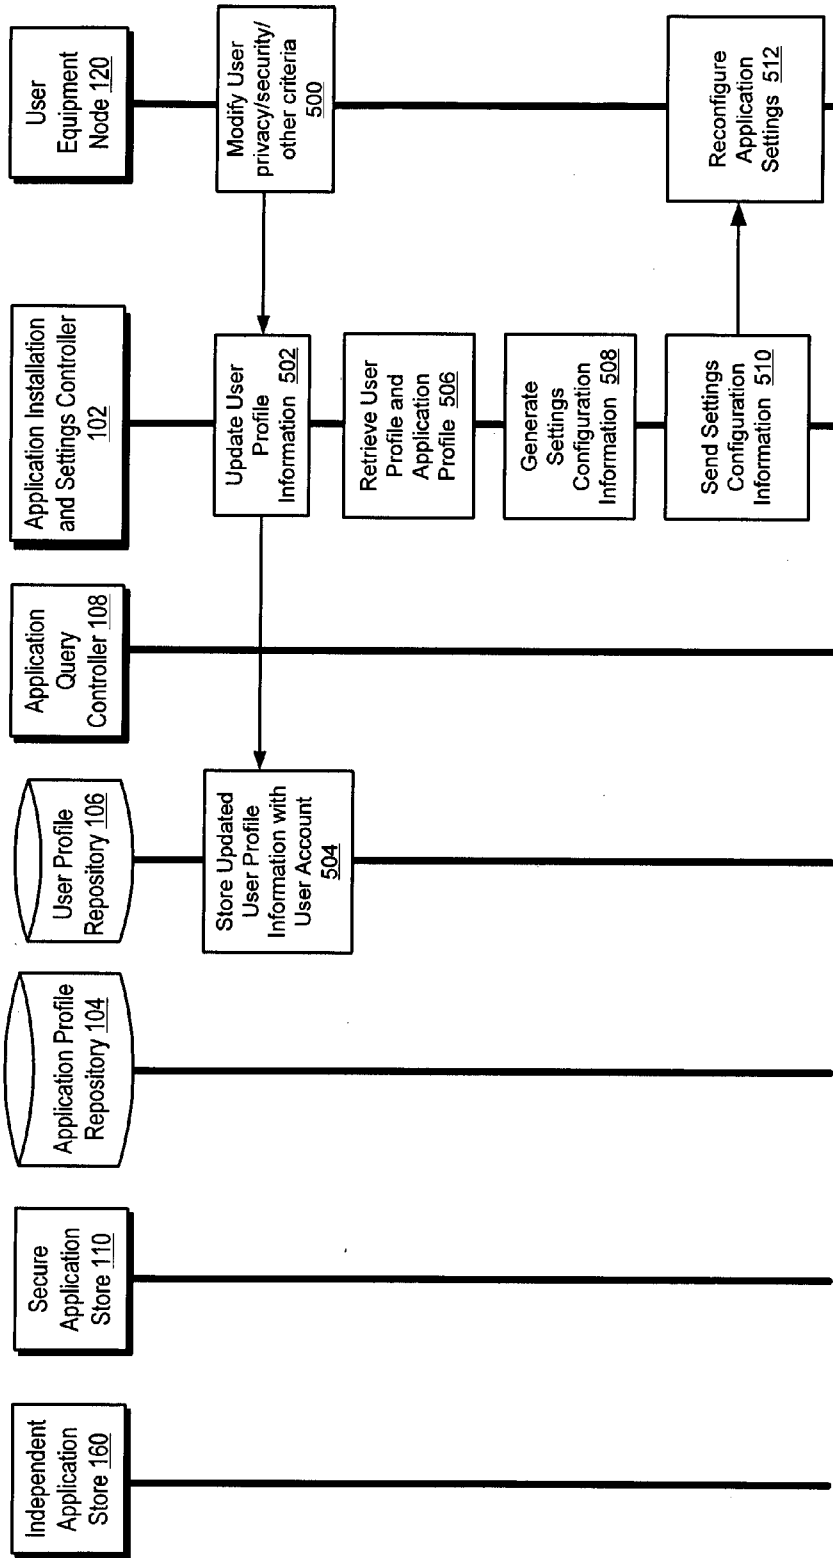 Independent
Application
Store 160
Secure
Application
Store 110
Application Profile
Repository 104
User Profile
Repository 106
Application
Query
Controller 108
Application Installation
and Settings Controller
102
User
Equipment
Node 120
Modify User
privacy/security/
other criteria
500
Update User
Profile
Information 502
Store Updated
User Profile
Information with
User Account
504
Retrieve User
Profile and
Application
Profile 506
Generate
Settings
Configuration
Information 508
Send Settings
Configuration
Information 510
Reconfigure
Application
Settings 512